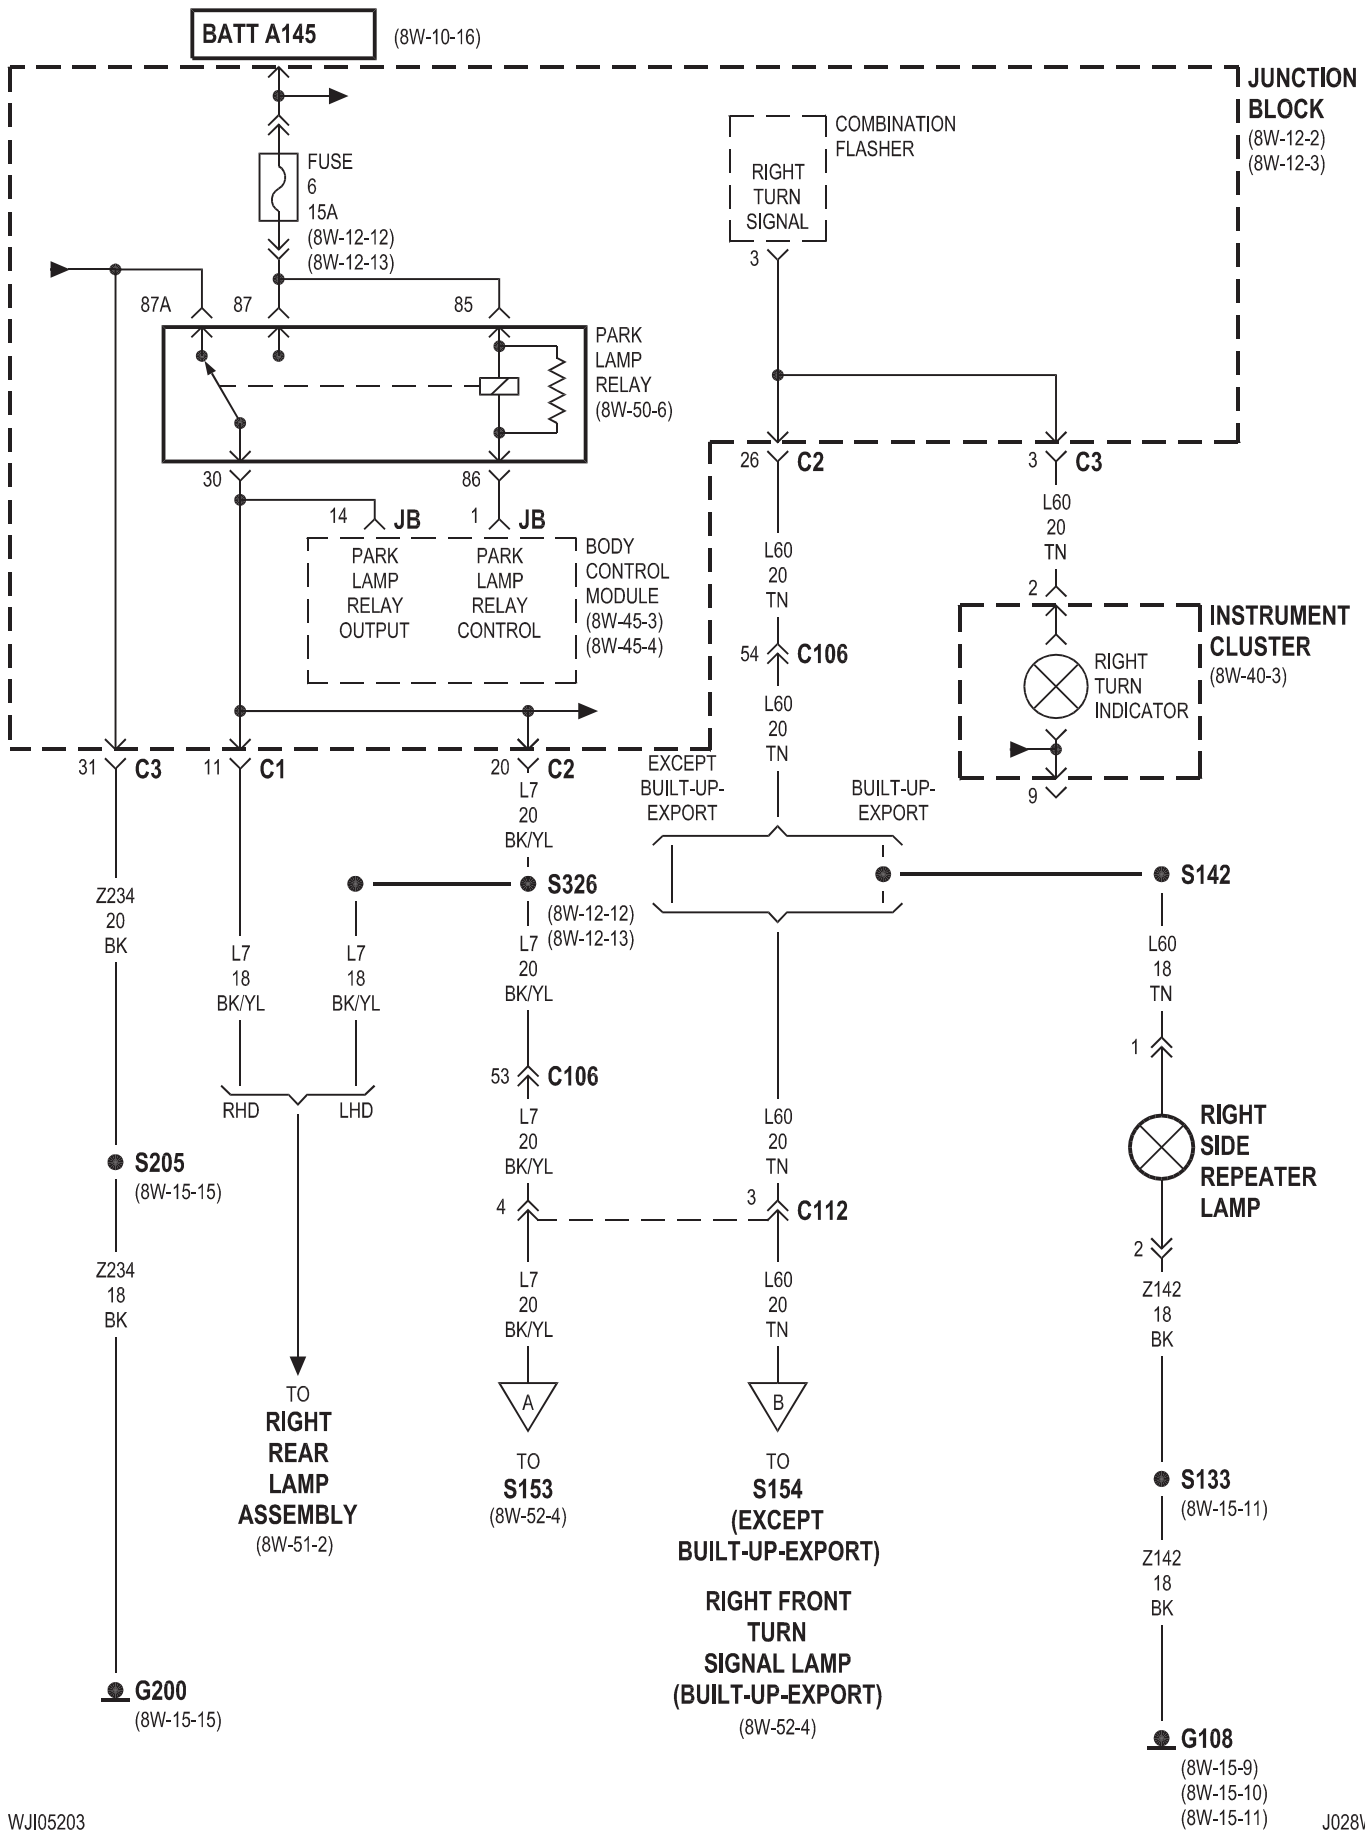 BATT A145
(8W-10-16)
JUNCTION
BLOCK
(8W-12-2)
(8W-12-3)
COMBINATION
FLASHER
RIGHT
TURN
SIGNAL
3
FUSE
6
15A
(8W-12-12)
(8W-12-13)
87A
87
85
PARK
LAMP
RELAY
(8W-50-6)
30
86
14
JB
1
JB
PARK
LAMP
RELAY
OUTPUT
PARK
LAMP
RELAY
CONTROL
BODY
CONTROL
MODULE
(8W-45-3)
(8W-45-4)
26
C2
3
C3
L60
20
TN
L60
20
TN
2
INSTRUMENT
CLUSTER
(8W-40-3)
54
C106
RIGHT
TURN
INDICATOR
L60
20
TN
9
31
C3
11
C1
20
C2
L7
20
BK/YL
EXCEPT
BUILT-UP-
EXPORT
BUILT-UP-
EXPORT
S326
(8W-12-12)
(8W-12-13)
S142
Z234
20
BK
L7
18
BK/YL
L7
18
BK/YL
L7
20
BK/YL
L60
18
TN
1
53
C106
RHD
LHD
L7
20
BK/YL
L60
20
TN
RIGHT
SIDE
REPEATER
LAMP
S205
(8W-15-15)
4
3
C112
2
Z234
18
BK
L7
20
BK/YL
L60
20
TN
Z142
18
BK
A
B
TO
RIGHT
REAR
LAMP
ASSEMBLY
(8W-51-2)
TO
S153
(8W-52-4)
TO
S154
(EXCEPT
BUILT-UP-EXPORT)
RIGHT FRONT
TURN
SIGNAL LAMP
(BUILT-UP-EXPORT)
(8W-52-4)
S133
(8W-15-11)
Z142
18
BK
G200
(8W-15-15)
G108
(8W-15-9)
(8W-15-10)
(8W-15-11)
WJI05203